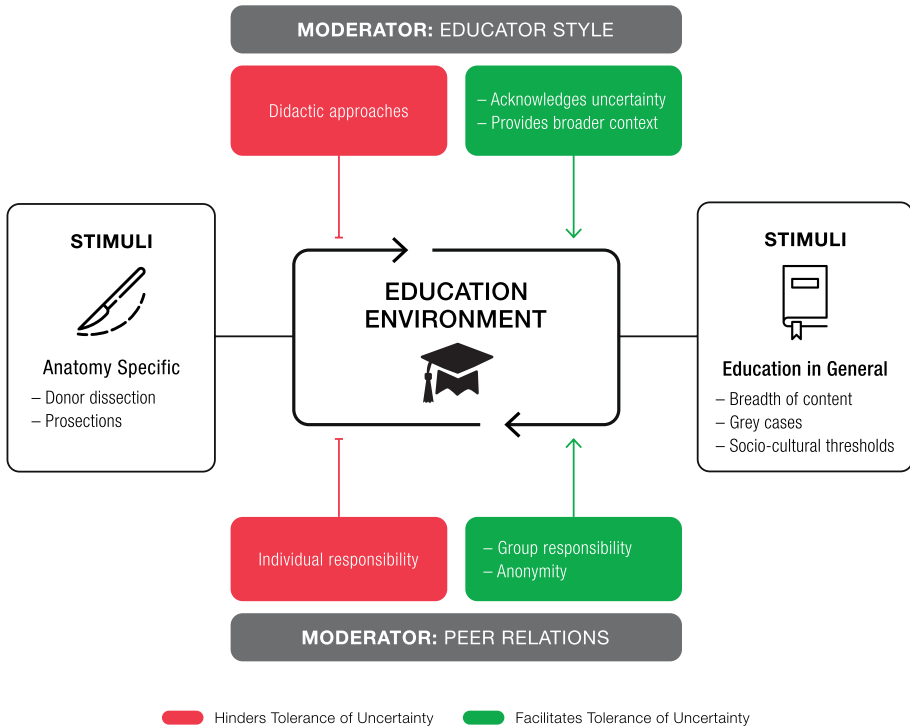 MODERATOR: EDUCATOR STYLE
Didactic approaches
– Acknowledges uncertainty
– Provides broader context
STIMULI
Anatomy Specific
– Donor dissection
– Prosections
EDUCATION
ENVIRONMENT
STIMULI
Education in General
– Breadth of content
– Grey cases
– Socio-cultural thresholds
Individual responsibility
– Group responsibility
– Anonymity
MODERATOR: PEER RELATIONS
Hinders Tolerance of Uncertainty
Facilitates Tolerance of Uncertainty